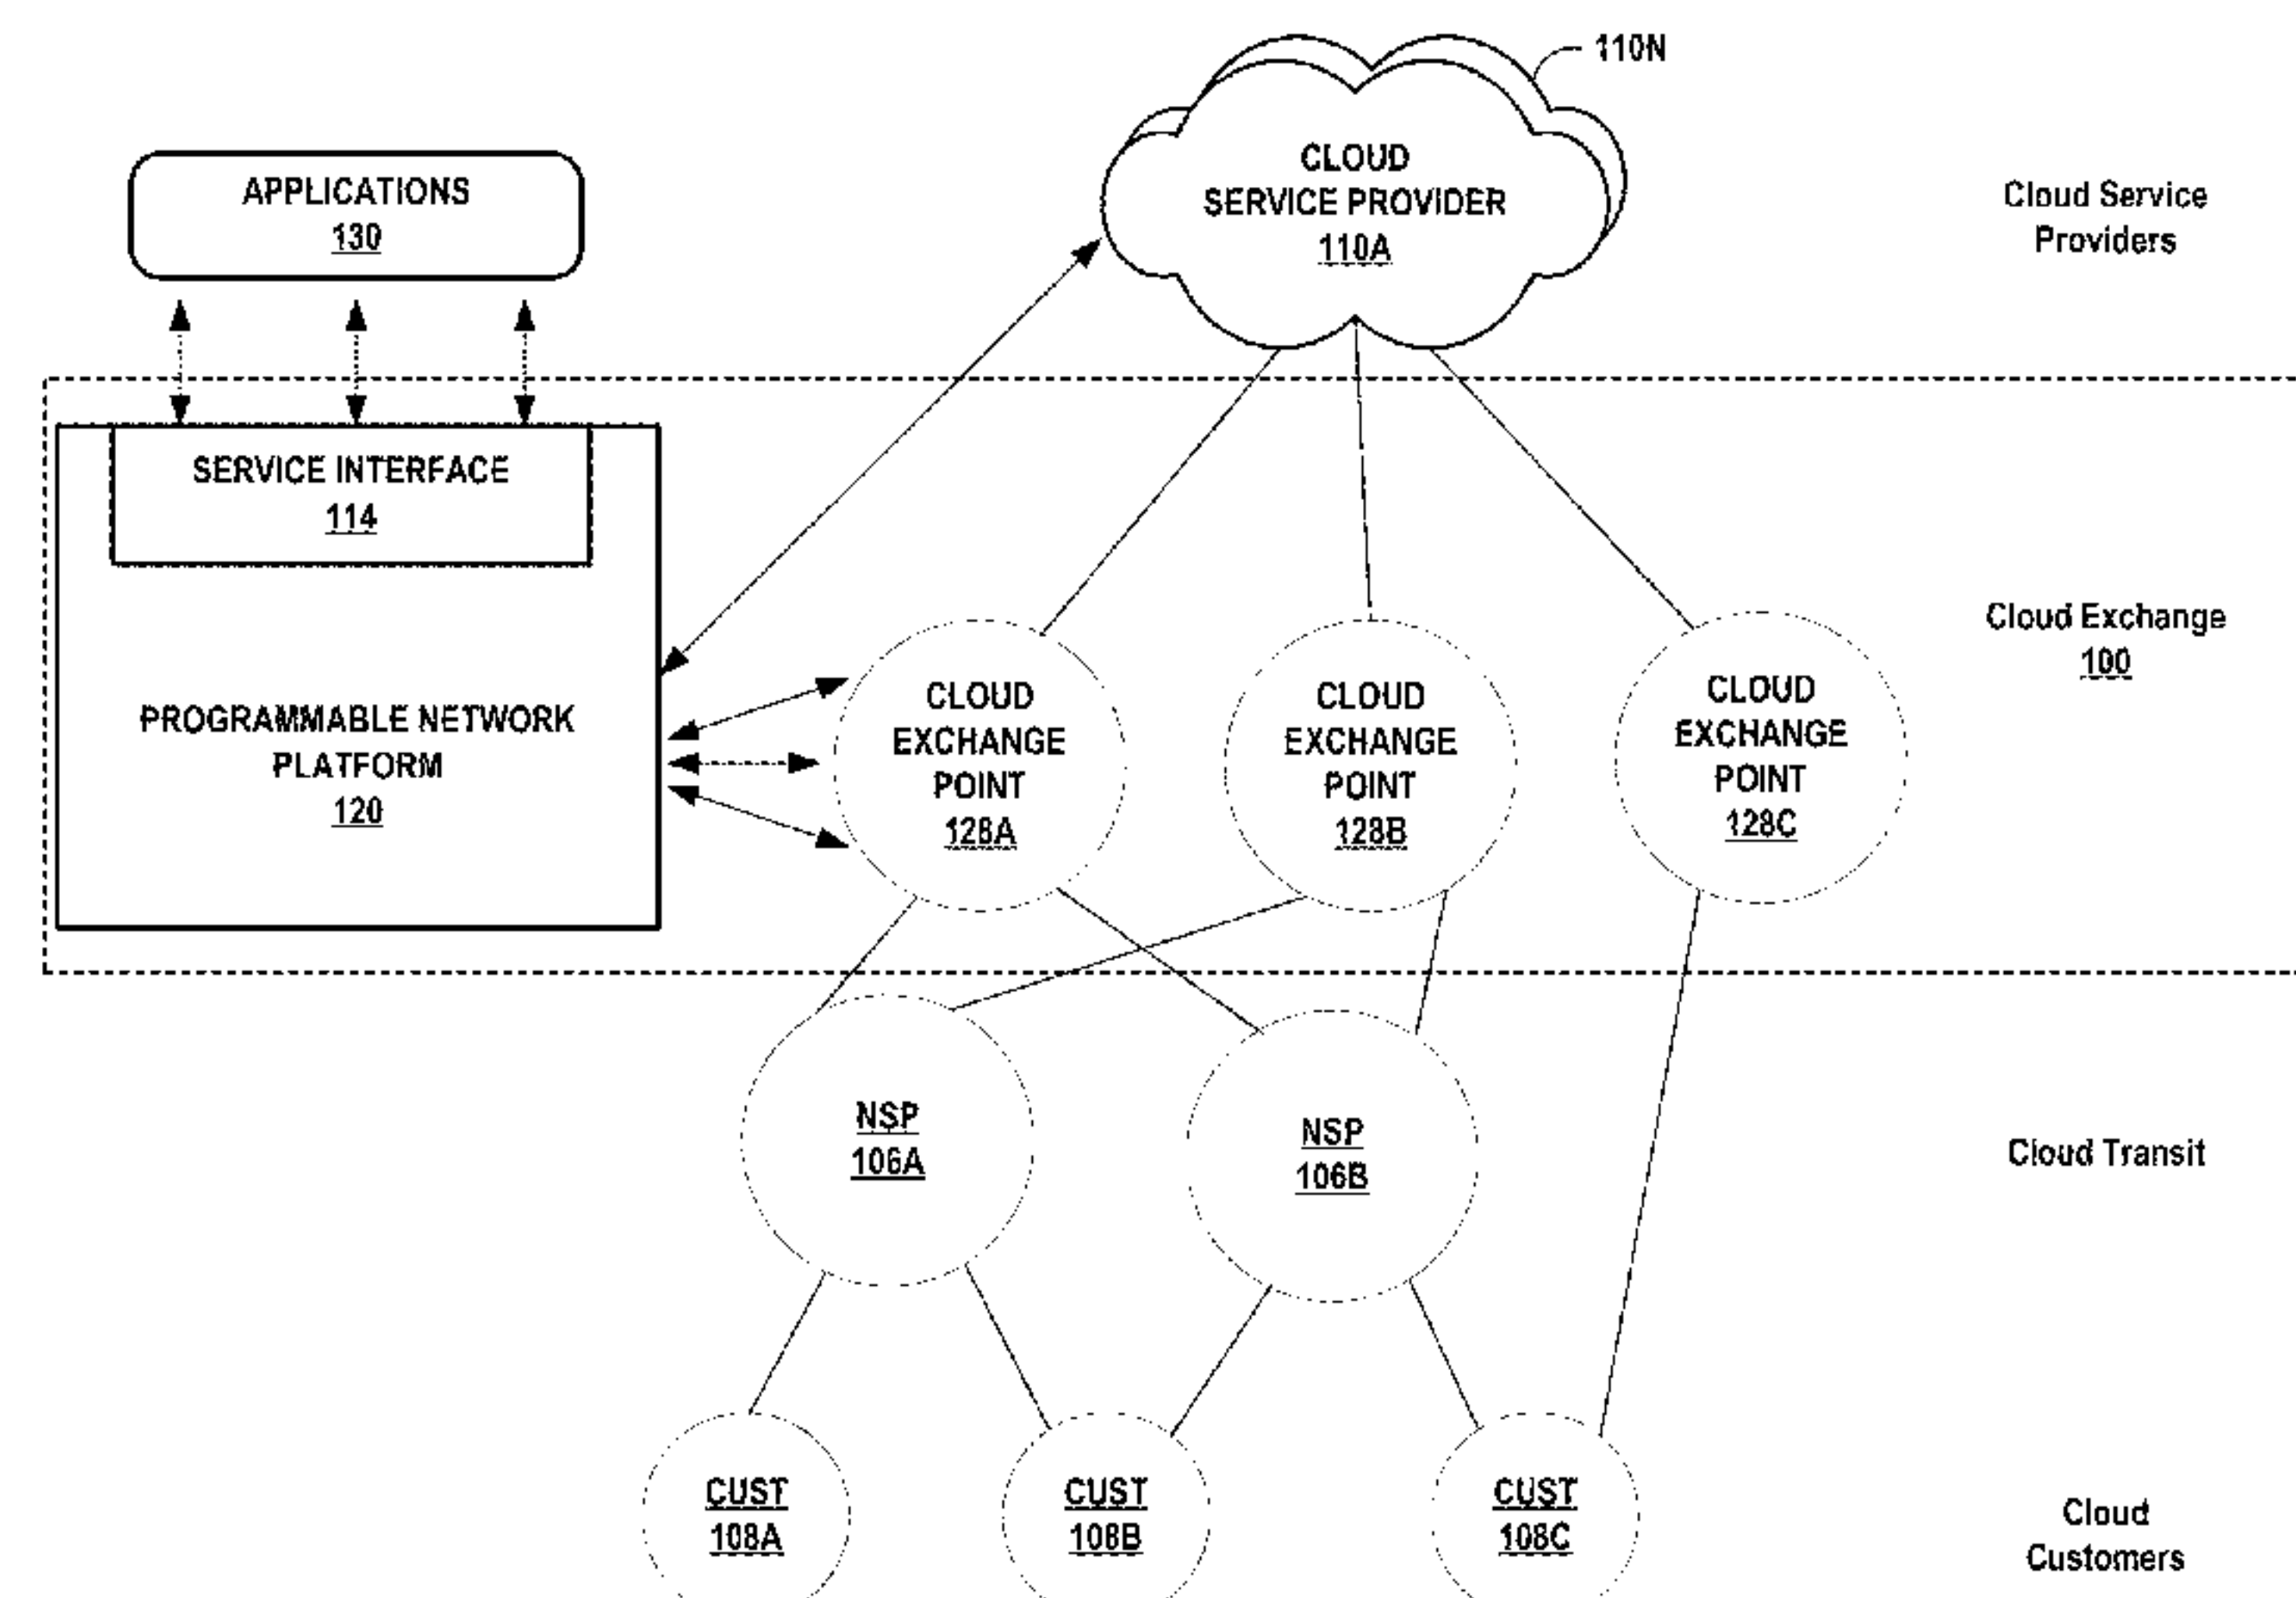 110N
CLOUD
SERVICE PROVIDER
110A
Cloud Service
Providers
APPLICATIONS
130
SERVICE INTERFACE
114
PROGRAMMABLE NETWORK
PLATFORM
120
CLOUD
EXCHANGE
POINT
128A
CLOUD
EXCHANGE
POINT
128B
CLOUD
EXCHANGE
POINT
128C
Cloud Exchange
100
NSP
106A
NSP
106B
Cloud Transit
CUST
108A
CUST
108B
CUST
108C
Cloud
Customers